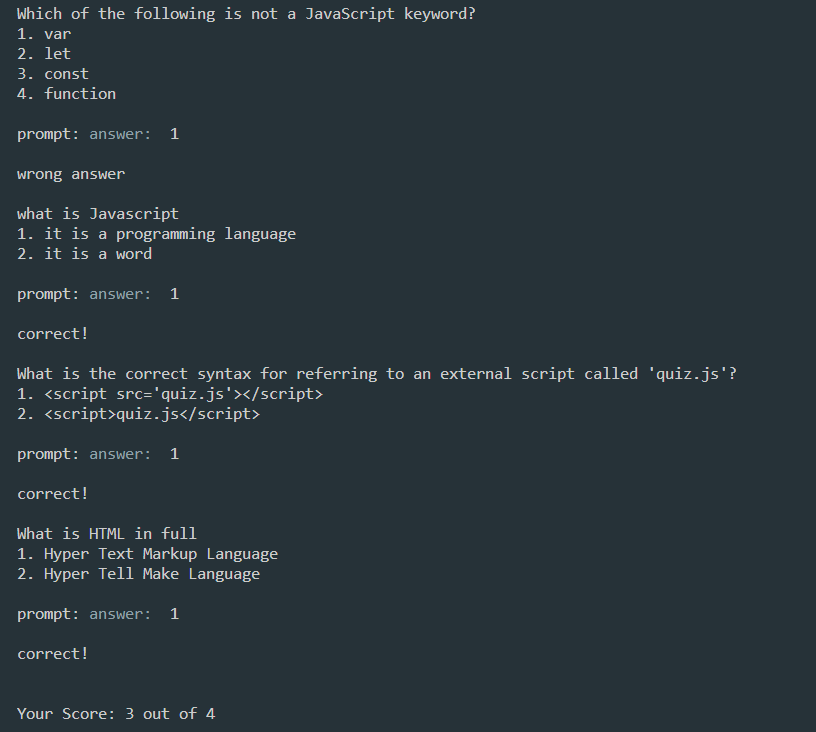 Which of the following is not a JavaScript keyword?
1. var
2. let
3. const
4. function
prompt: answer:  1
wrong answer
what is Javascript
1. it is a programming language
2. it is a word
prompt: answer:  1
correct!
What is the correct syntax for referring to an external script called 'quiz.js'?
1. <script src='quiz.js'></script>
2. <script>quiz.js</script>
prompt: answer:  1
correct!
What is HTML in full
1. Hyper Text Markup Language
2. Hyper Tell Make Language
prompt: answer:  1
correct!
Your Score: 3 out of 4